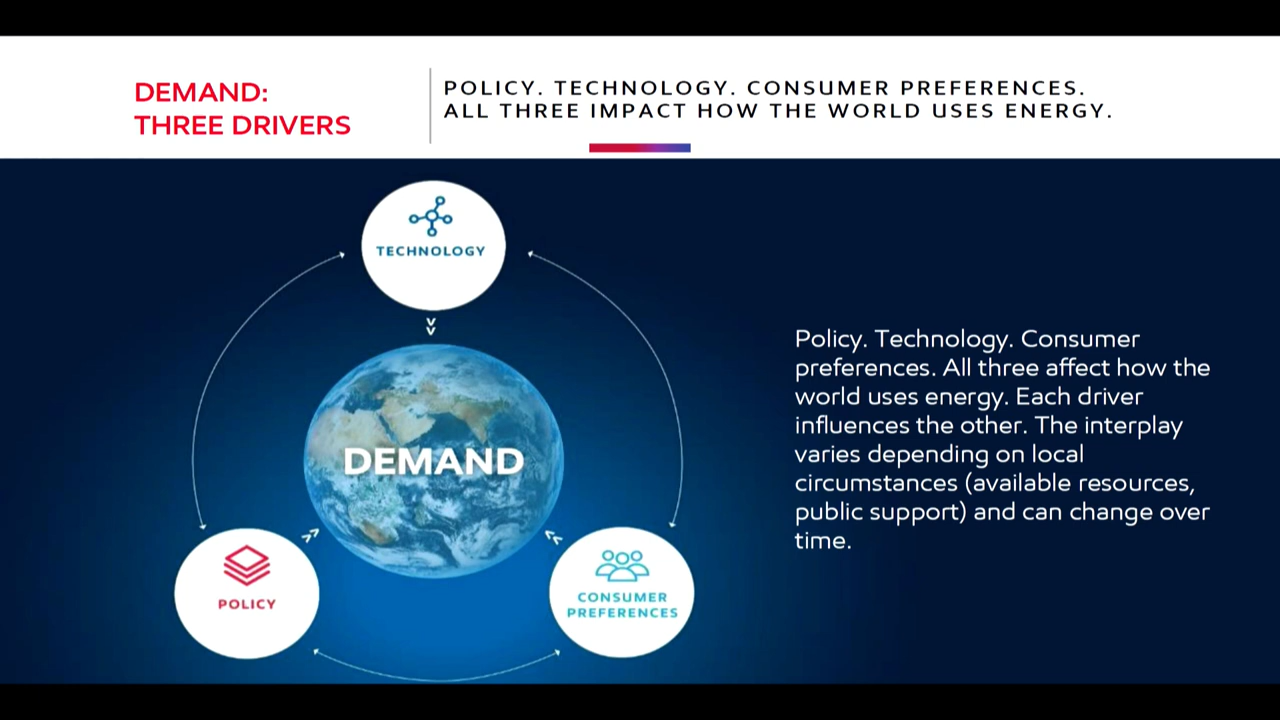 DEMAND:
THREE DRIVERS
POLICY. TECHNOLOGY. CONSUMER PREFERENCES.
ALL THREE IMPACT HOW THE WORLD USES ENERGY.
TECHNOLOGY
DEMAND
POLICY
CONSUMER
PREFERENCES
Policy. Technology. Consumer
preferences. All three affect how the
world uses energy. Each driver
influences the other. The interplay
varies depending on local
circumstances (available resources,
public support) and can change over
time.